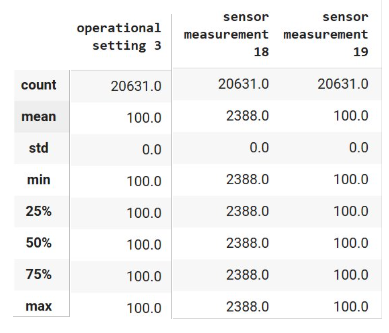 operational setting 3 sensor measurement 18 sensor measurement 19
count 20631.0 20631.0 20631.0
mean 100.0 2388.0 100.0
std 0.0 0.0 0.0
min 100.0 2388.0 100.0
25% 100.0 2388.0 100.0
50% 100.0 2388.0 100.0
75% 100.0 2388.0 100.0
max 100.0 2388.0 100.0